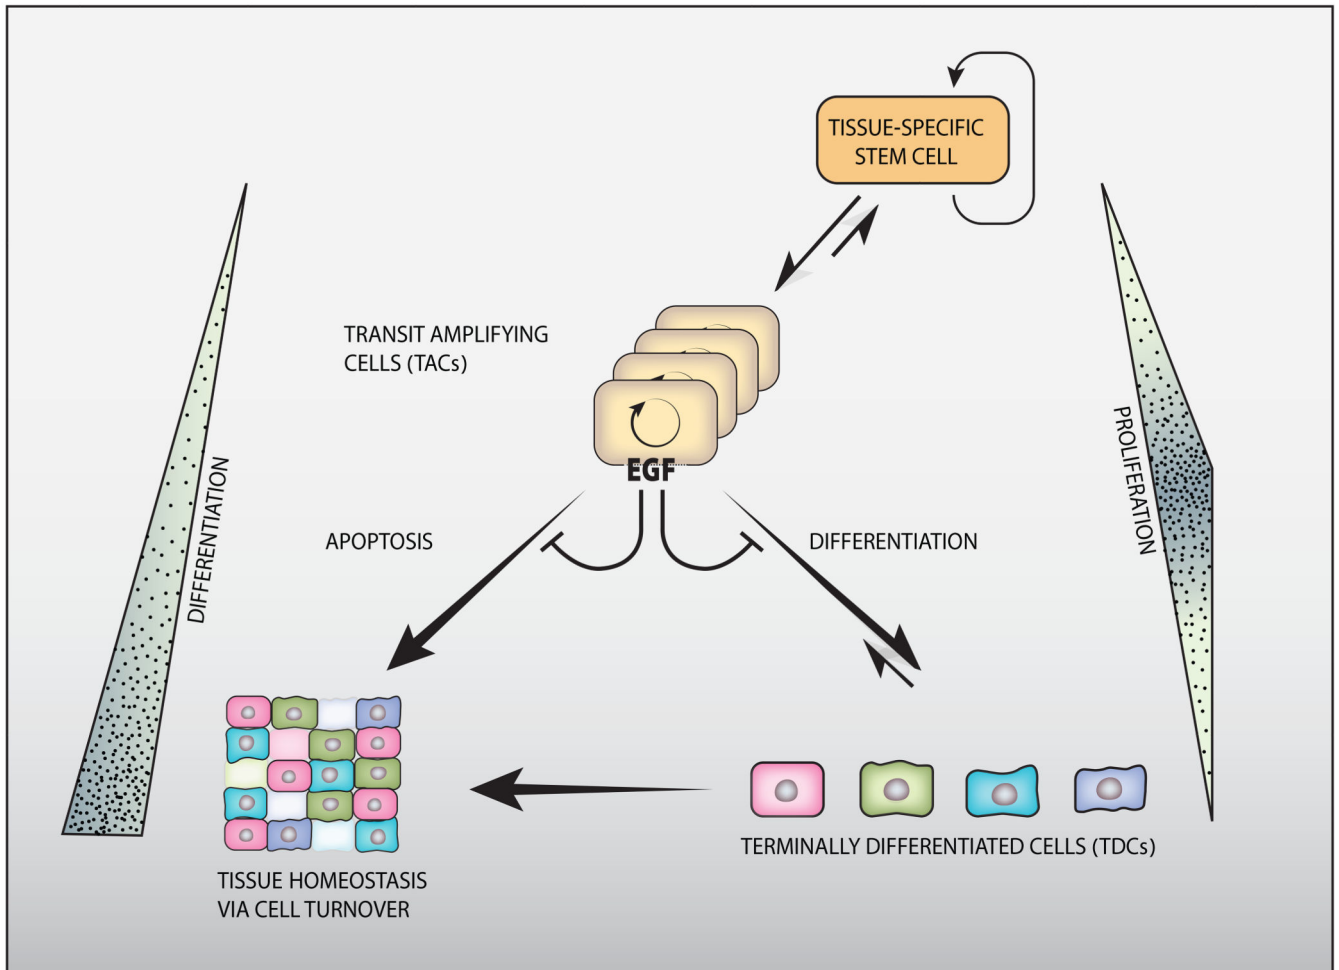 TISSUE-SPECIFIC
STEM CELL
TRANSIT AMPLIFYING
CELLS (TACs)
EGF
APOPTOSIS
DIFFERENTIATION
DIFFERENTIATION
PROLIFERATION
TERMINALLY DIFFERENTIATED CELLS (TDCs)
TISSUE HOMEOSTASIS
VIA CELL TURNOVER